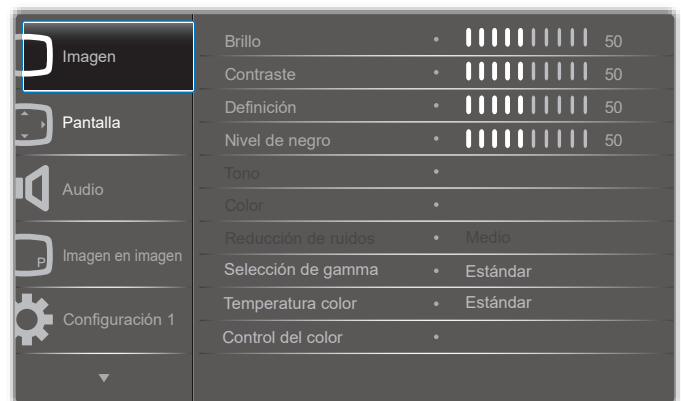 Imagen
Pantalla
Audio
P
Imagen en imagen
Configuración 1
Brillo • 50
Contraste • 50
Definición • 50
Nivel de negro • 50
Tono •
Color •
Reducción de ruidos • Medio
Selección de gamma • Estándar
Temperatura color • Estándar
Control del color •